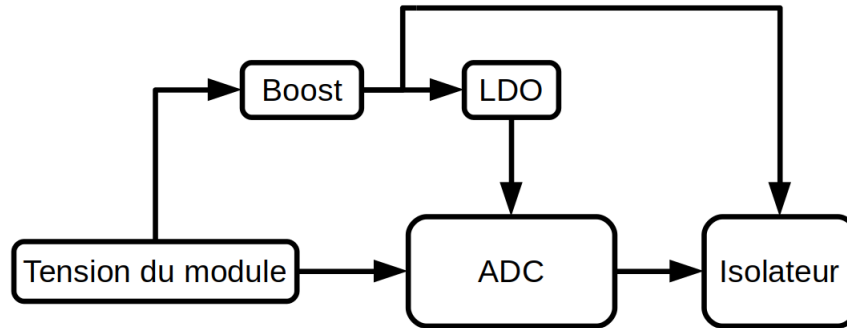 Boost
LDO
Tension du module
ADC
Isolateur